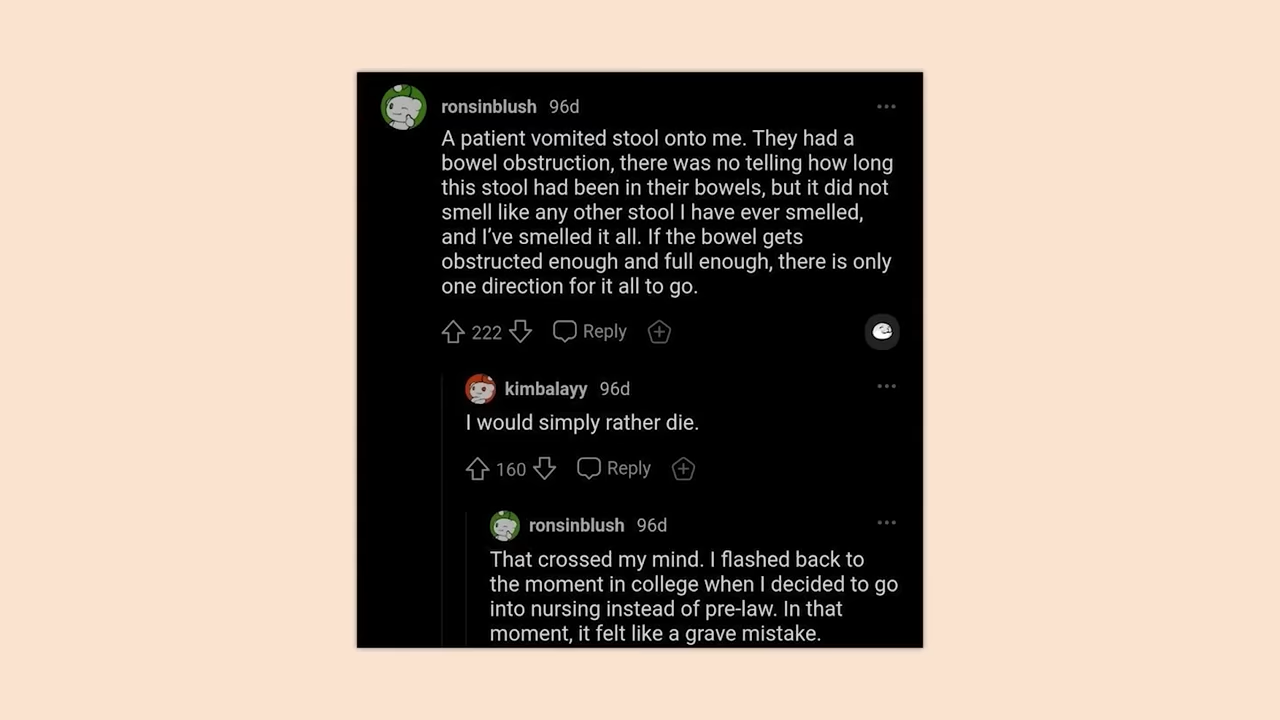 ronsinblush 96d
A patient vomited stool onto me. They had a
bowel obstruction, there was no telling how long
this stool had been in their bowels, but it did not
smell like any other stool I have ever smelled,
and I've smelled it all. If the bowel gets
obstructed enough and full enough, there is only
one direction for it all to go.
222 Reply
kimbalayy 96d
I would simply rather die.
160 Reply
ronsinblush 96d
That crossed my mind. I flashed back to
the moment in college when I decided to go
into nursing instead of pre-law. In that
moment, it felt like a grave mistake.